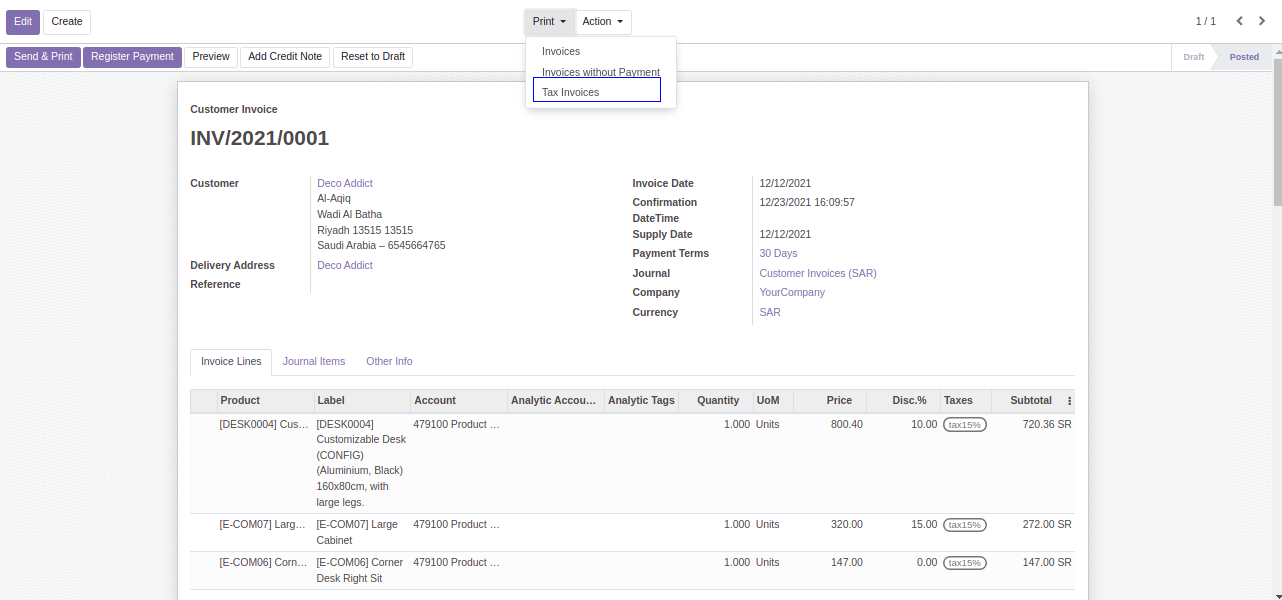 Edit Create Print Action 1 / 1
Send & Print Register Payment Preview Add Credit Note Reset to Draft Draft Posted
Invoices
Invoices without Payment
Tax Invoices
Customer Invoice
INV/2021/0001
Customer Deco Addict
Al-Aqiq
Wadi Al Batha
Riyadh 13515 13515
Saudi Arabia – 6545664765
Delivery Address Deco Addict
Reference
Invoice Date 12/12/2021
Confirmation 12/23/2021 16:09:57
DateTime
Supply Date 12/12/2021
Payment Terms 30 Days
Journal Customer Invoices (SAR)
Company YourCompany
Currency SAR
Invoice Lines Journal Items Other Info
Product Label Account Analytic Accou... Analytic Tags Quantity UoM Price Disc.% Taxes Subtotal
[DESK0004] Cus... [DESK0004] 479100 Product ... 1.000 Units 800.40 10.00 tax15% 720.36 SR
Customizable Desk
(CONFIG)
(Aluminium, Black)
160x80cm, with
large legs.
[E-COM07] Larg... [E-COM07] Large 479100 Product ... 1.000 Units 320.00 15.00 tax15% 272.00 SR
Cabinet
[E-COM06] Corn... [E-COM06] Corner 479100 Product ... 1.000 Units 147.00 0.00 tax15% 147.00 SR
Desk Right Sit